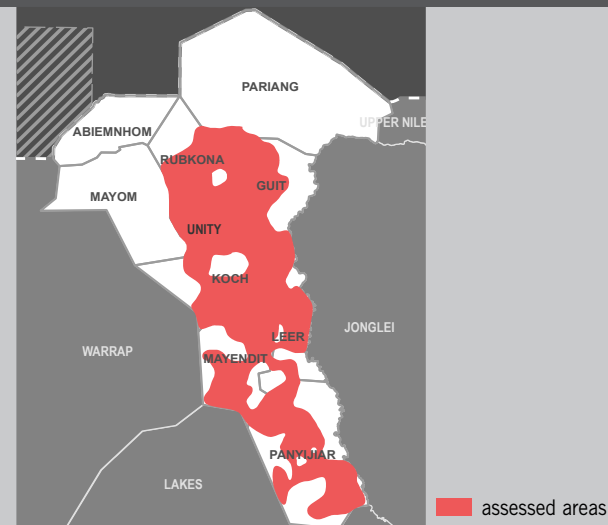 PARIANG
UPPER NILE
ABIEMNHOM
RUBKONA
GUIT
MAYOM
UNITY
KOCH
JONGLEI
LEER
WARRAP
MAYENDIT
PANYIJIAR
LAKES
assessed areas